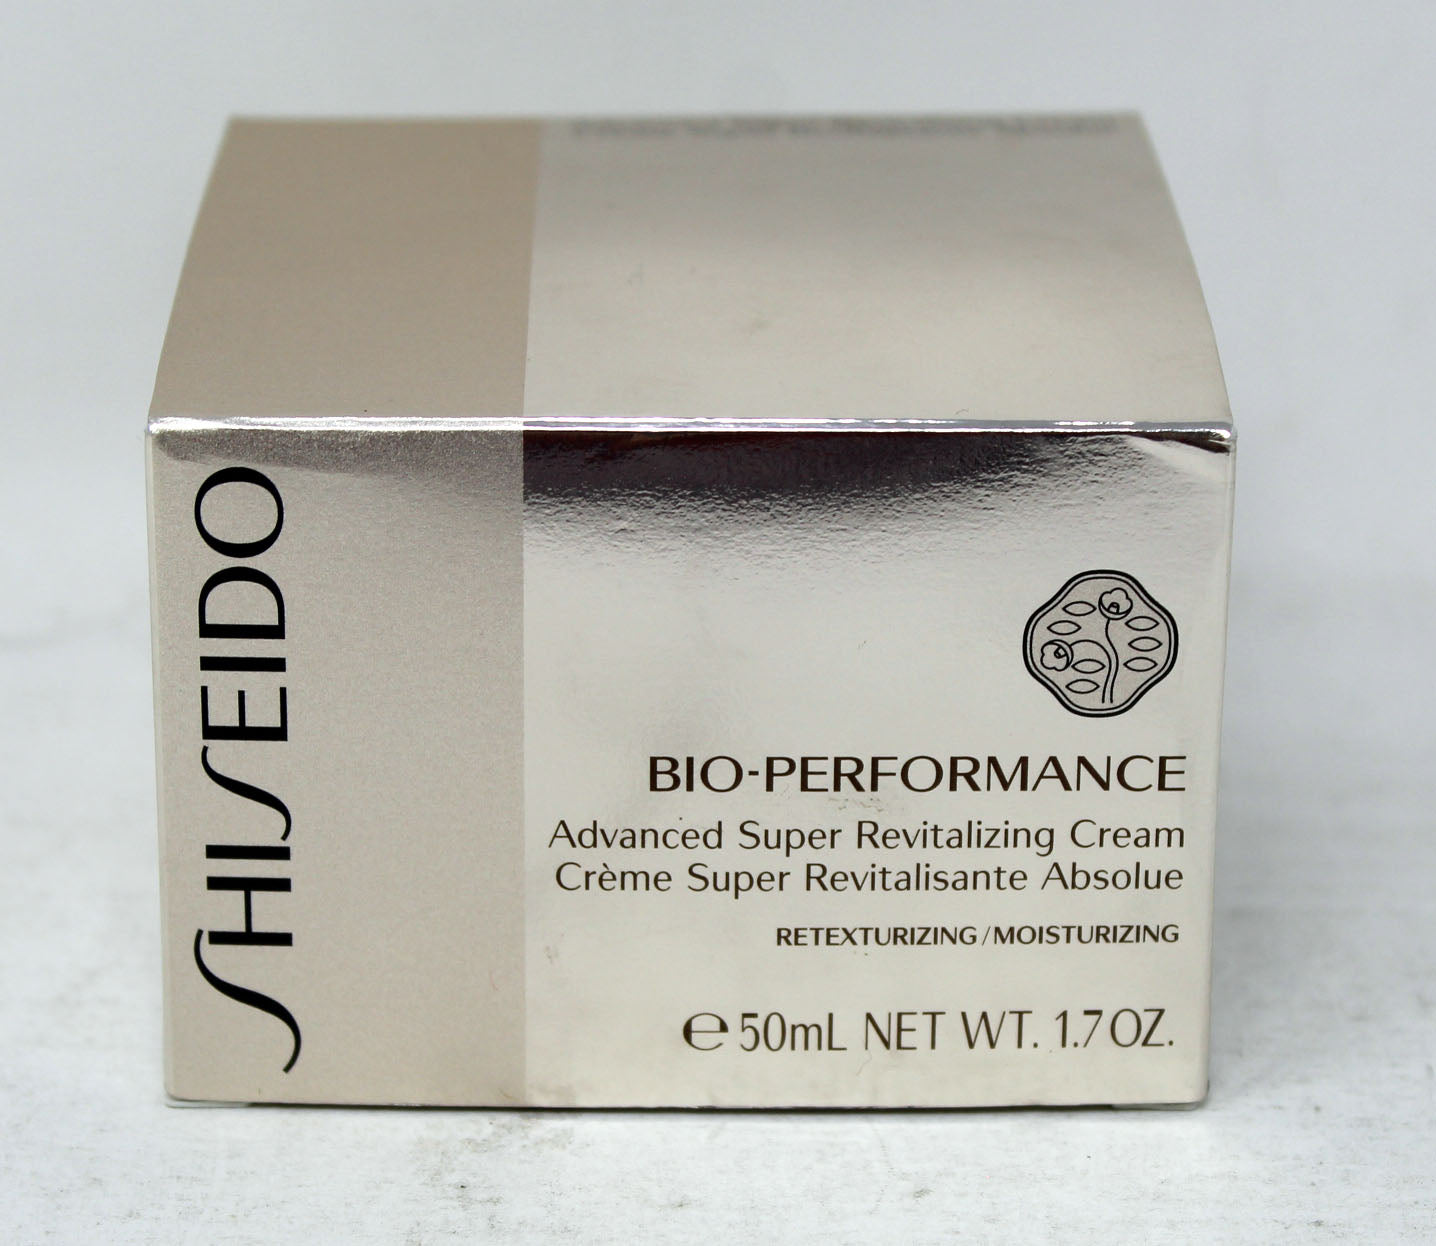 SHISEIDO
BIO-PERFORMANCE
Advanced Super Revitalizing Cream
Crème Super Revitalisante Absolue
RETEXTURIZING/MOISTURIZING
℮50mL NET WT. 1.7 OZ.